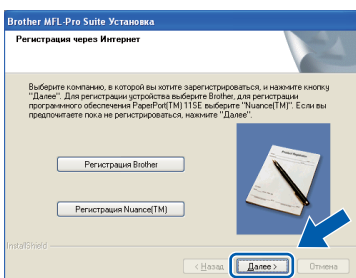 Brother MFL-Pro Suite Установка
Регистрация через Интернет
Выберите компанию, в которой вы хотите зарегистрироваться, и нажмите кнопку
"Далее". Для регистрации устройства выберите Brother, для регистрации
программного обеспечения PaperPort(TM) 11SE выберите "Nuance(TM)". Если вы
предпочитаете пока не регистрироваться, нажмите "Далее".
Регистрация Brother
Регистрация Nuance(TM)
InstallShield
< Назад
Далее >
Отмена